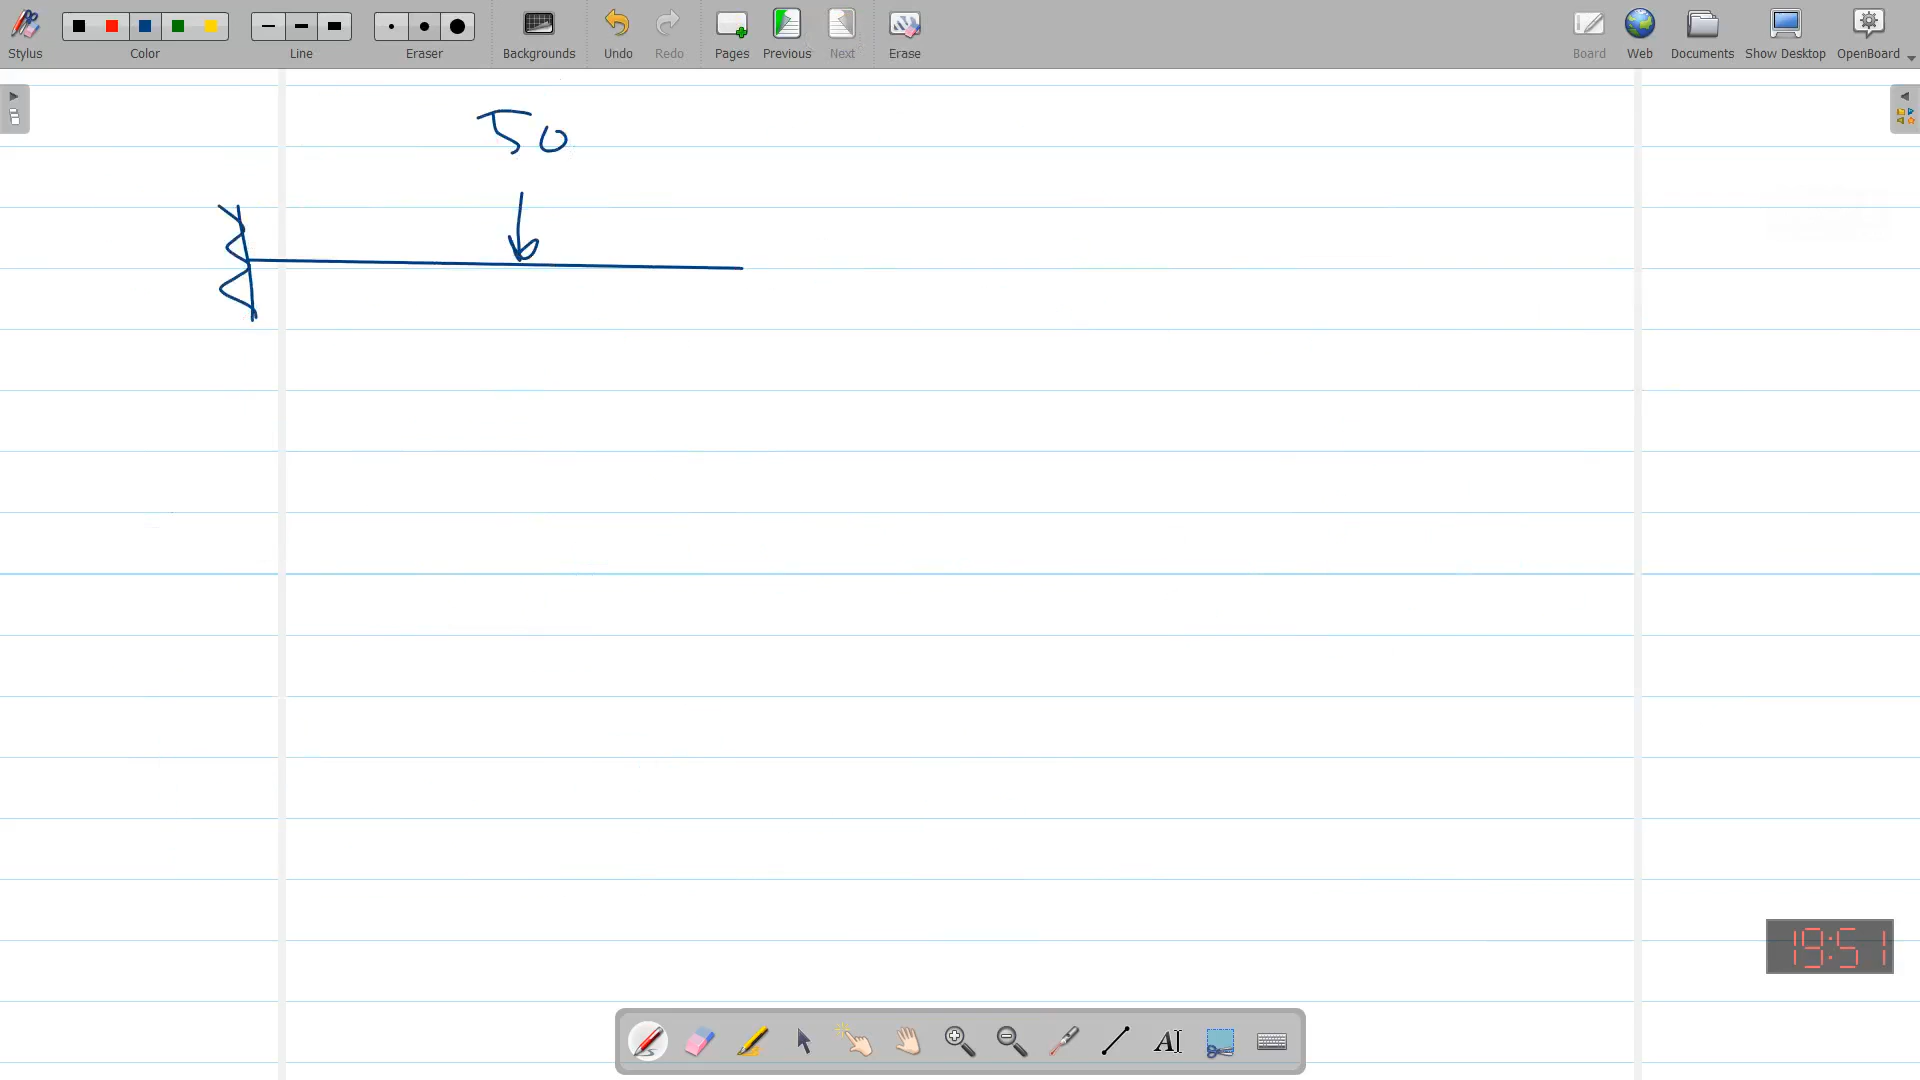 Stylus
Color
Line
Eraser
Backgrounds
Undo
Redo
Pages
Previous
Next
Erase
Board
Web
Documents
Show Desktop
OpenBoard
50
19:51
AI